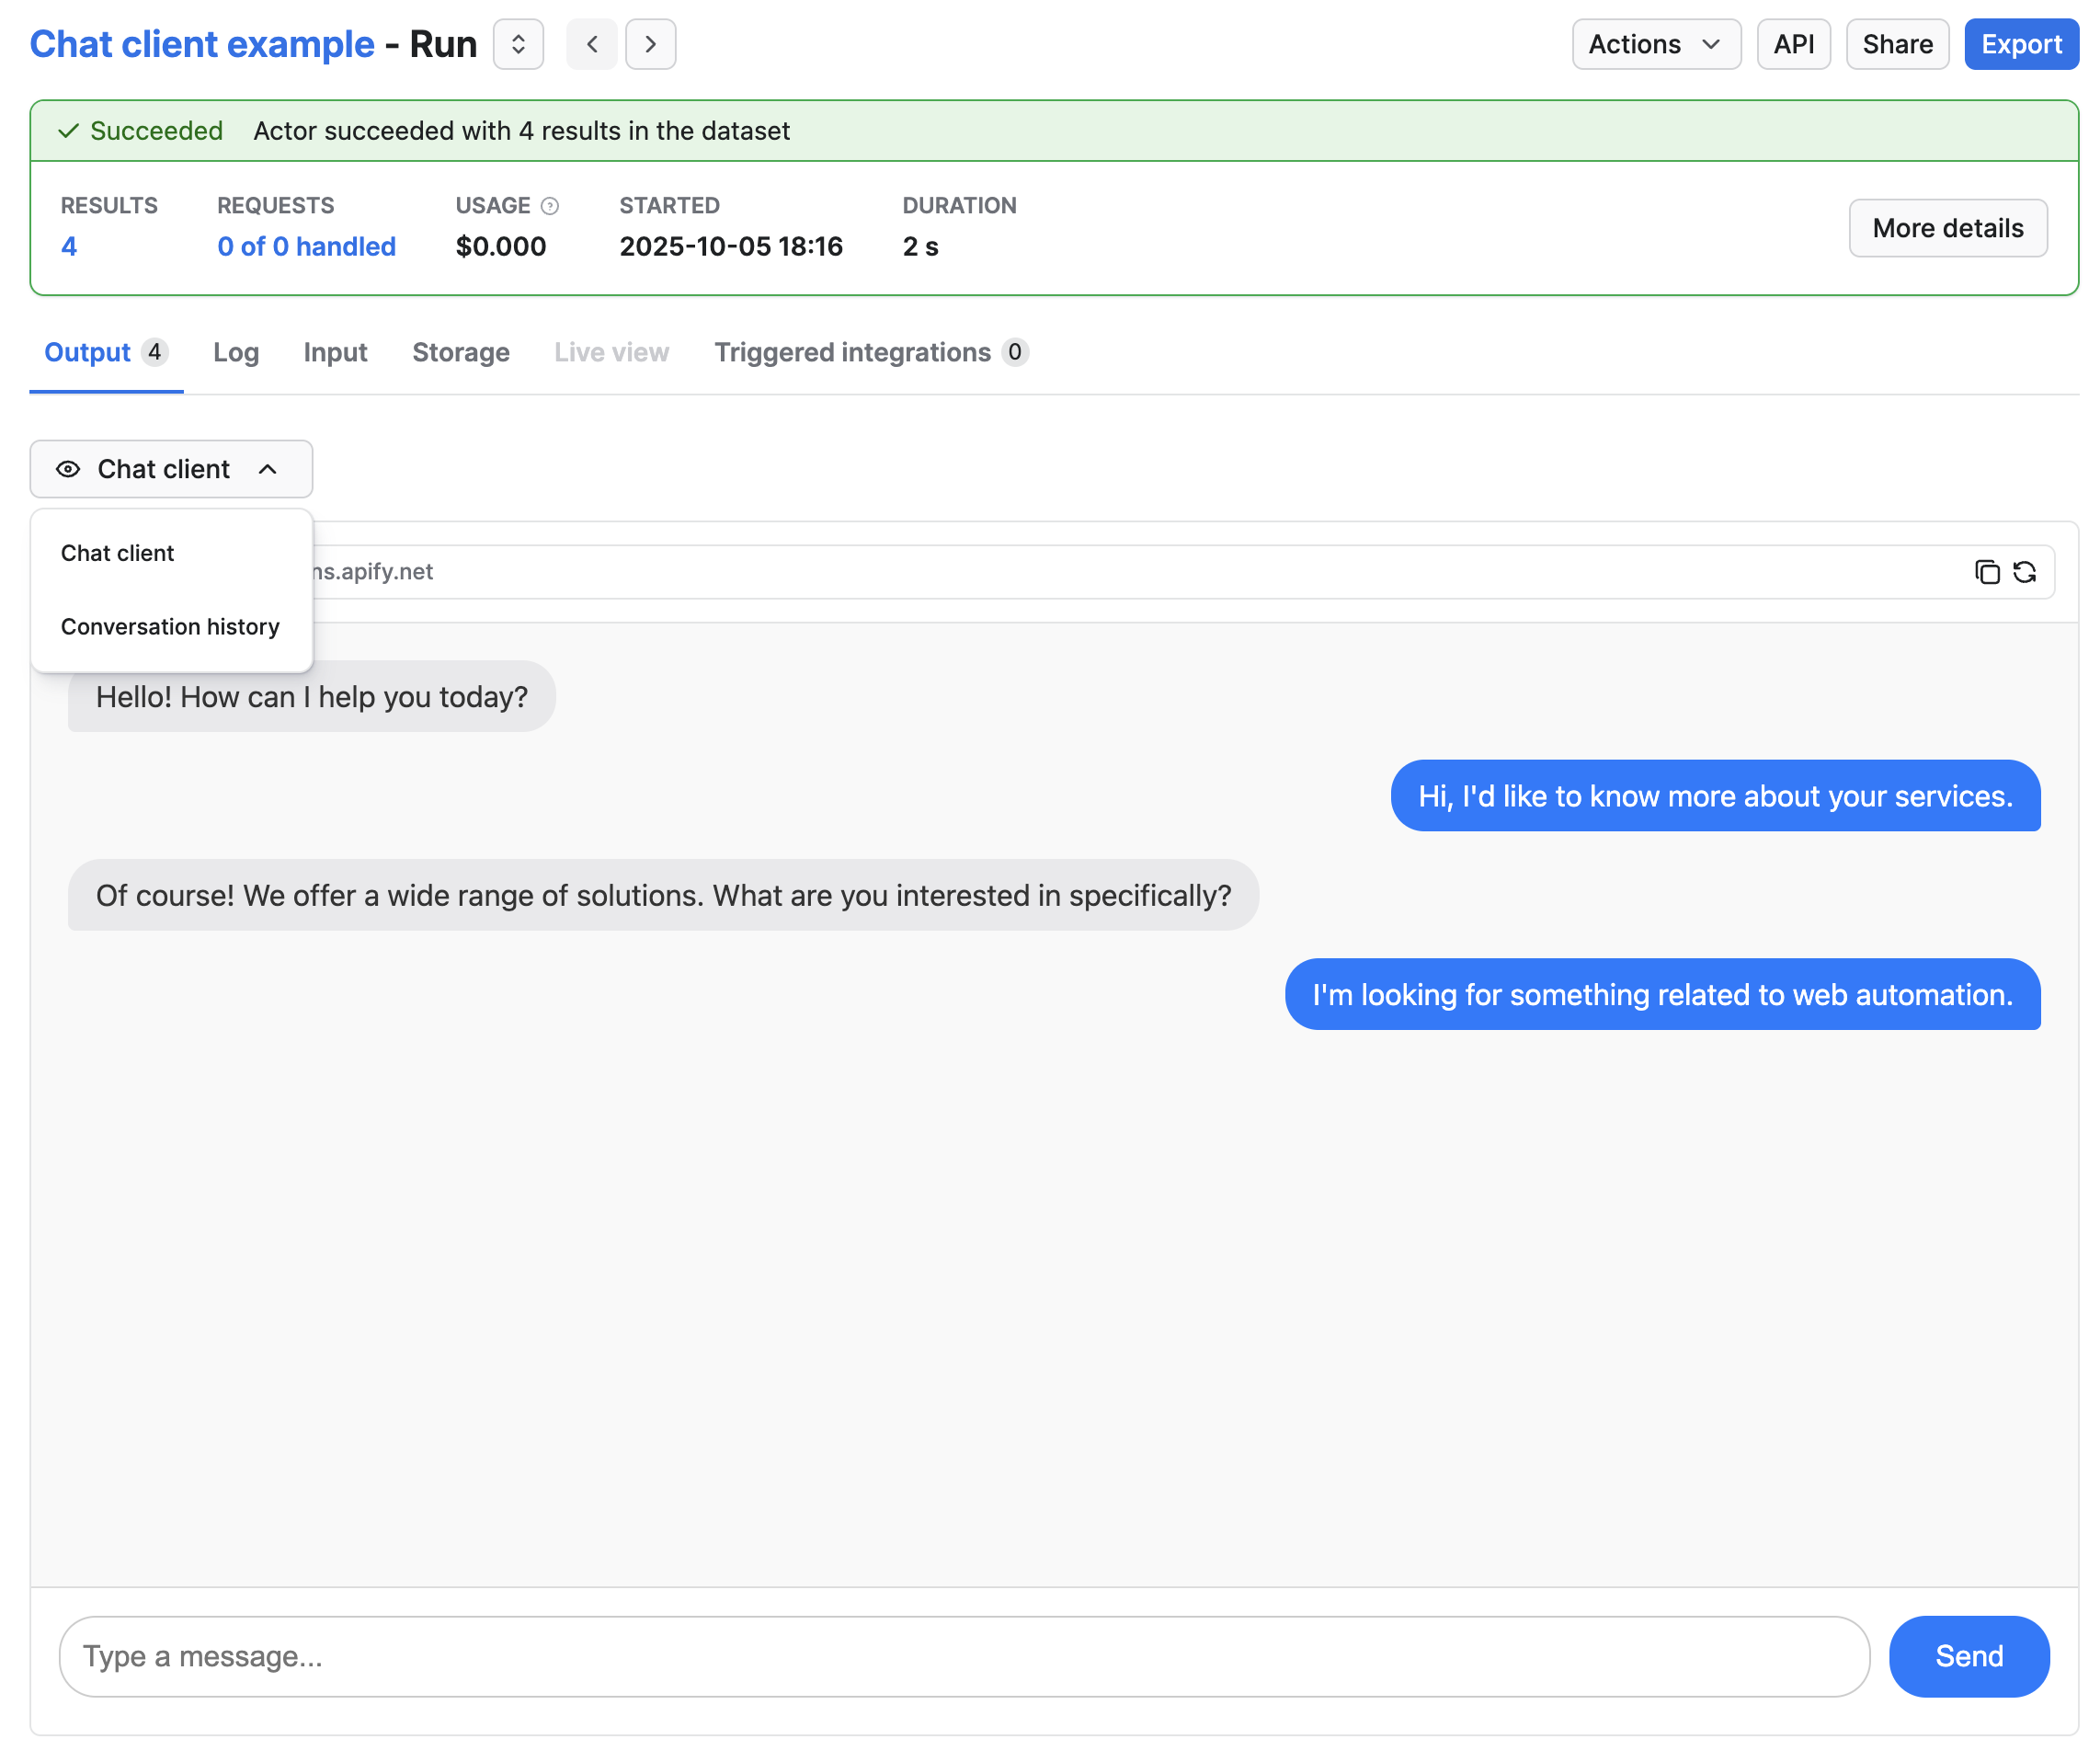 Chat client example - Run
Actions
API
Share
Export
Succeeded Actor succeeded with 4 results in the dataset
RESULTS
4
REQUESTS
0 of 0 handled
USAGE
$0.000
STARTED
2025-10-05 18:16
DURATION
2 s
More details
Output 4
Log
Input
Storage
Live view
Triggered integrations 0
Chat client
Chat client
Conversation history
ns.apify.net
Hello! How can I help you today?
Hi, I'd like to know more about your services.
Of course! We offer a wide range of solutions. What are you interested in specifically?
I'm looking for something related to web automation.
Type a message...
Send